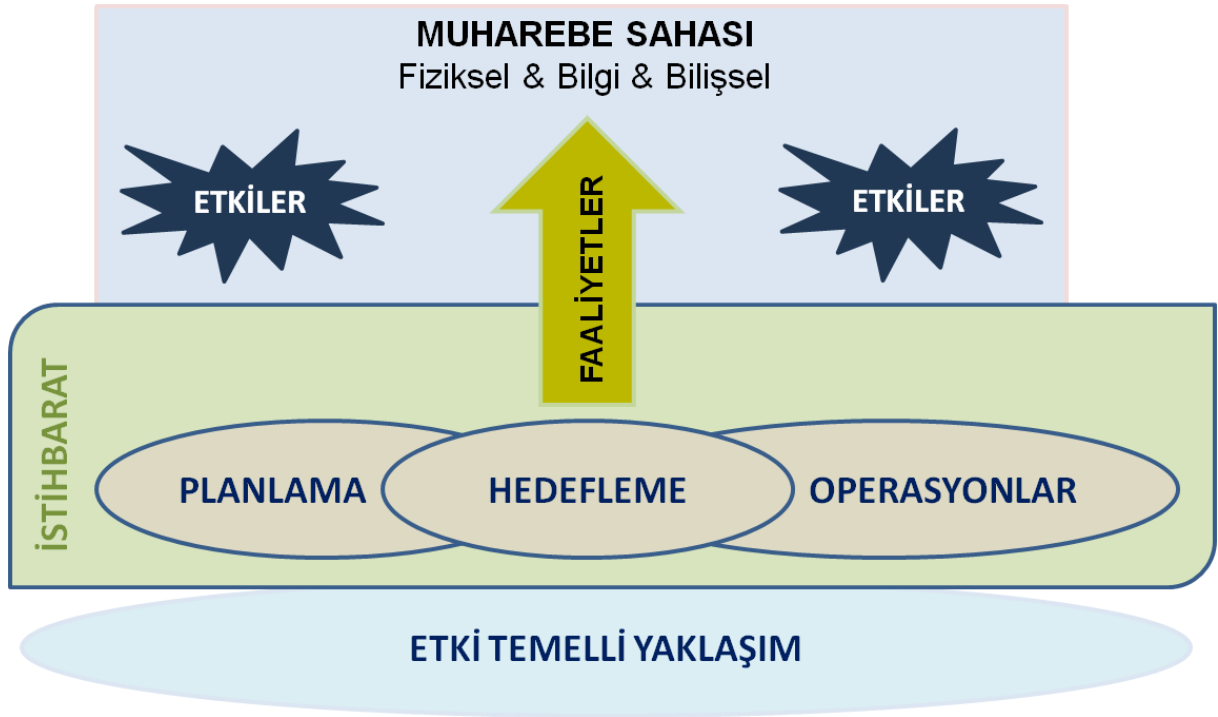 MUHAREBE SAHASI
Fiziksel & Bilgi & Bilişsel
ETKİLER
FAALİYETLER
ETKİLER
İSTİHBARAT
PLANLAMA
HEDEFLEME
OPERASYONLAR
ETKİ TEMELLİ YAKLAŞIM